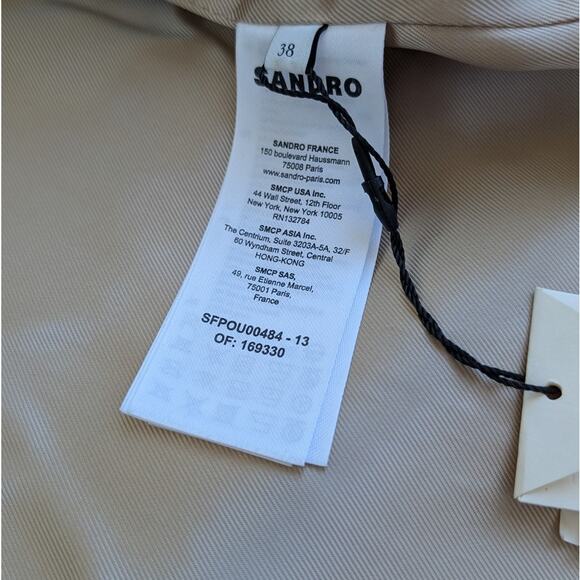 38
SANDRO
SANDRO FRANCE
150 boulevard Haussmann
75008 Paris
www.sandro-paris.com
SMCP USA Inc.
44 Wall Street, 12th Floor
New York, New York 10005
RN132784
SMCP ASIA Inc.
The Centrium, Suite 3203A-5A, 32/F
60 Wyndham Street, Central
HONG-KONG
SMCP SAS,
49, rue Etienne Marcel,
75001 Paris,
France
SFPOU00484 - 13
OF: 169330